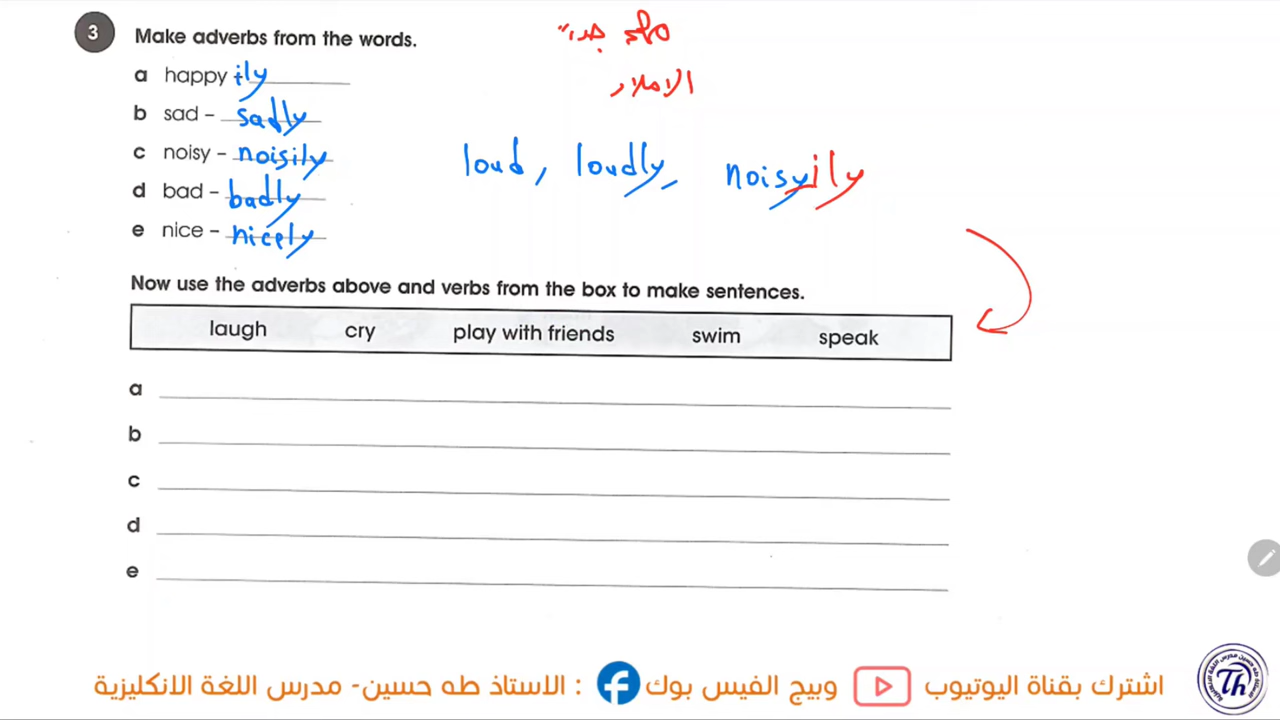 3 Make adverbs from the words.
مهم جداً
a happy ily
الاملاء
b sad - sadly
c noisy - noisily
loud, loudly, noisyily
d bad - badly
e nice - nicely
Now use the adverbs above and verbs from the box to make sentences.
laugh cry play with friends swim speak
a
b
c
d
e
اشترك بقناة اليوتيوب وبيج الفيس بوك : الاستاذ طه حسين- مدرس اللغة الانكليزية
Th